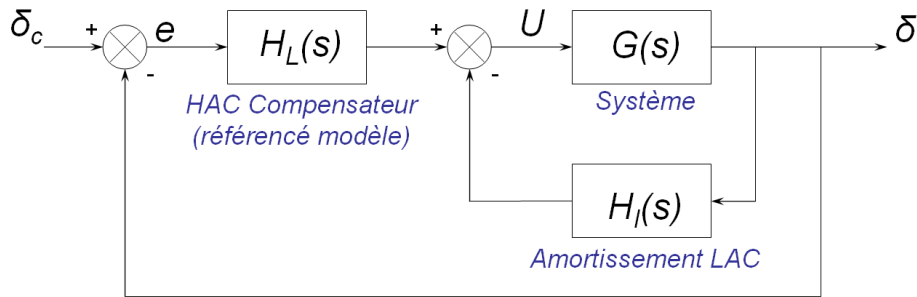 δc + e HL(s) + U G(s) δ
- -
HAC Compensateur
(référencé modèle)
Système
HI(s)
Amortissement LAC